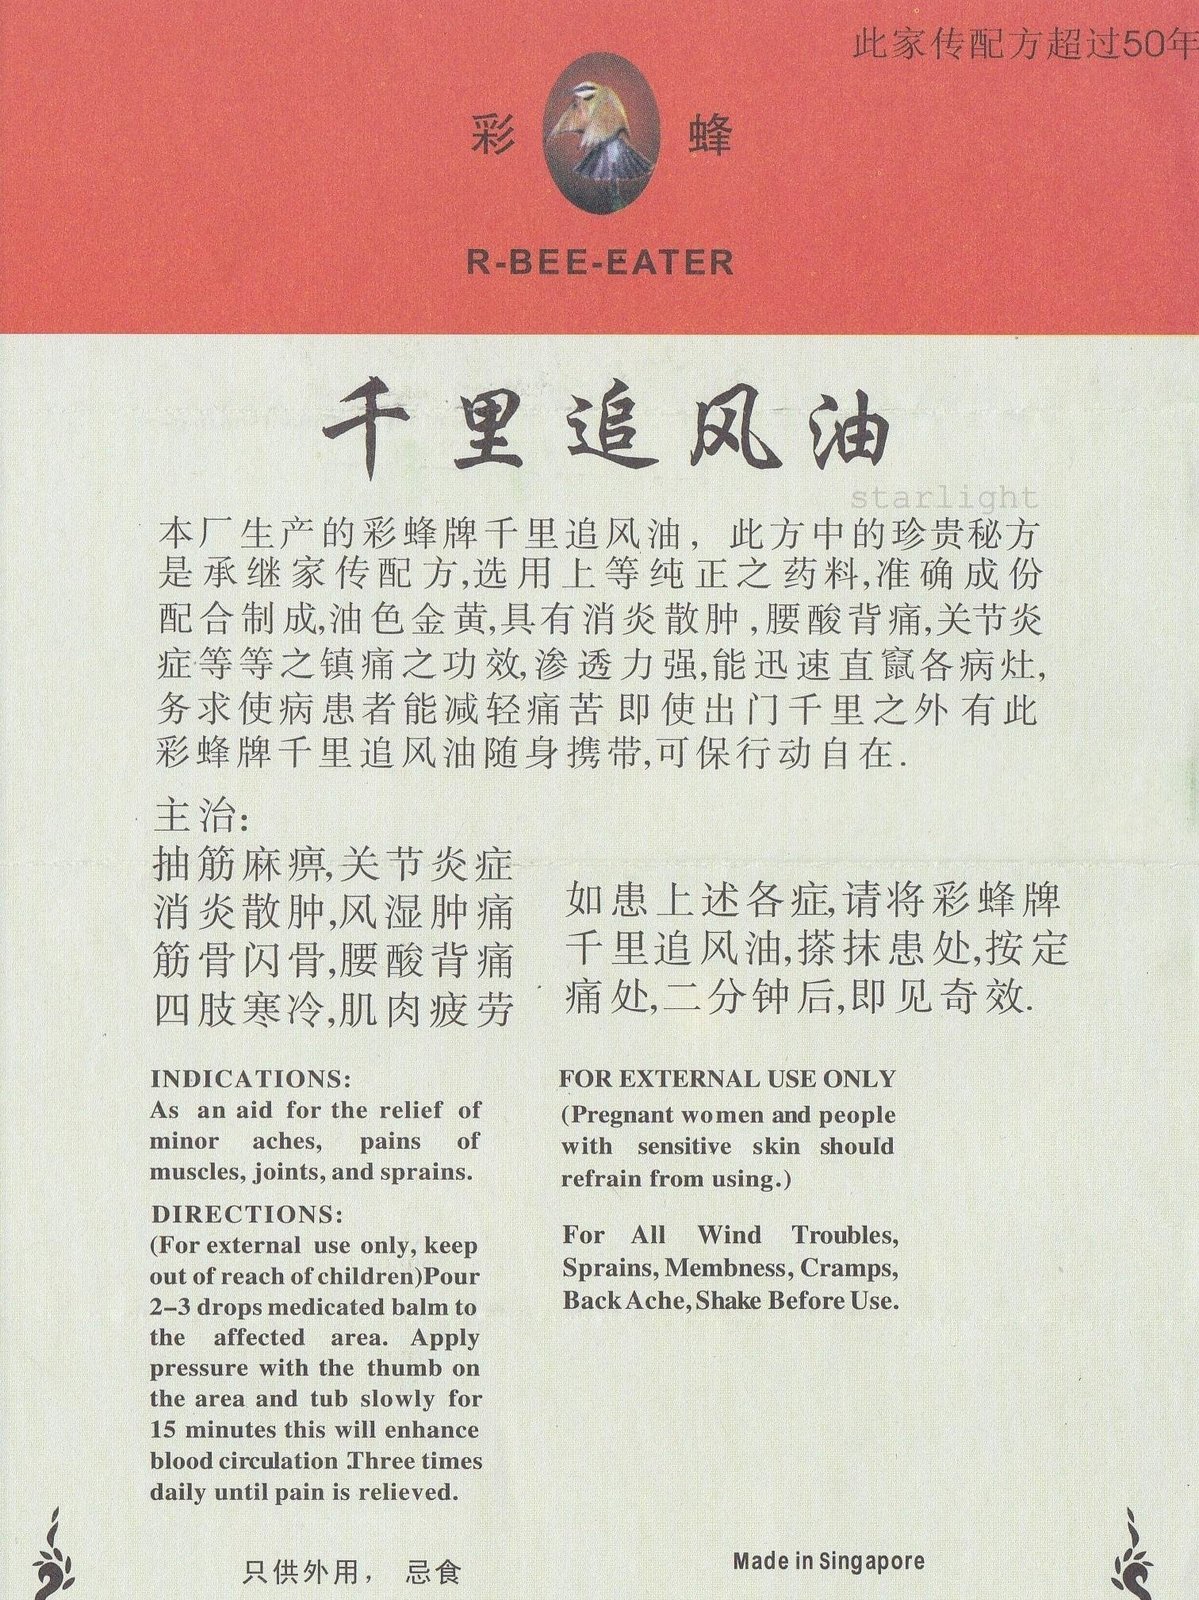 此家传配方超过50年
彩 蜂
R-BEE-EATER
千里追风油
starlight
本厂生产的彩蜂牌千里追风油，此方中的珍贵秘方
是承继家传配方,选用上等纯正之药料,准确成份
配合制成,油色金黄,具有消炎散肿,腰酸背痛,关节炎
症等等之镇痛之功效,渗透力强,能迅速直竄各病灶,
务求使病患者能减轻痛苦即使出门千里之外有此
彩蜂牌千里追风油随身携带,可保行动自在.
主治:
抽筋麻痹,关节炎症
消炎散肿,风湿肿痛
筋骨闪骨,腰酸背痛
四肢寒冷,肌肉疲劳
如患上述各症,请将彩蜂牌
千里追风油,搽抹患处,按定
痛处,二分钟后,即见奇效.
INDICATIONS:
As an aid for the relief of
minor aches, pains of
muscles, joints, and sprains.
DIRECTIONS:
(For external use only, keep
out of reach of children)Pour
2-3 drops medicated balm to
the affected area. Apply
pressure with the thumb on
the area and tub slowly for
15 minutes this will enhance
blood circulation .Three times
daily until pain is relieved.
FOR EXTERNAL USE ONLY
(Pregnant women and people
with sensitive skin should
refrain from using.)
For All Wind Troubles,
Sprains, Membness, Cramps,
Back Ache, Shake Before Use.
只供外用， 忌食
Made in Singapore